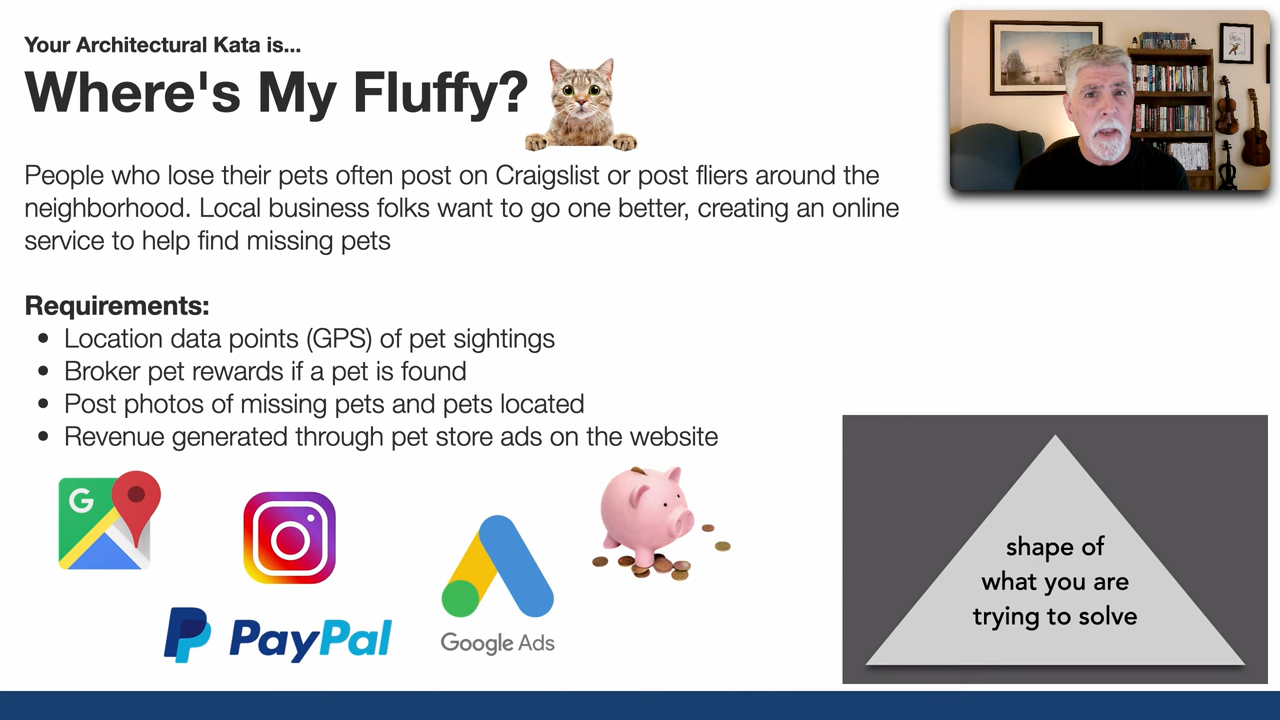 Your Architectural Kata is...
Where's My Fluffy?
People who lose their pets often post on Craigslist or post fliers around the
neighborhood. Local business folks want to go one better, creating an online
service to help find missing pets
Requirements:
• Location data points (GPS) of pet sightings
• Broker pet rewards if a pet is found
• Post photos of missing pets and pets located
• Revenue generated through pet store ads on the website
G
PayPal
Google Ads
shape of
what you are
trying to solve